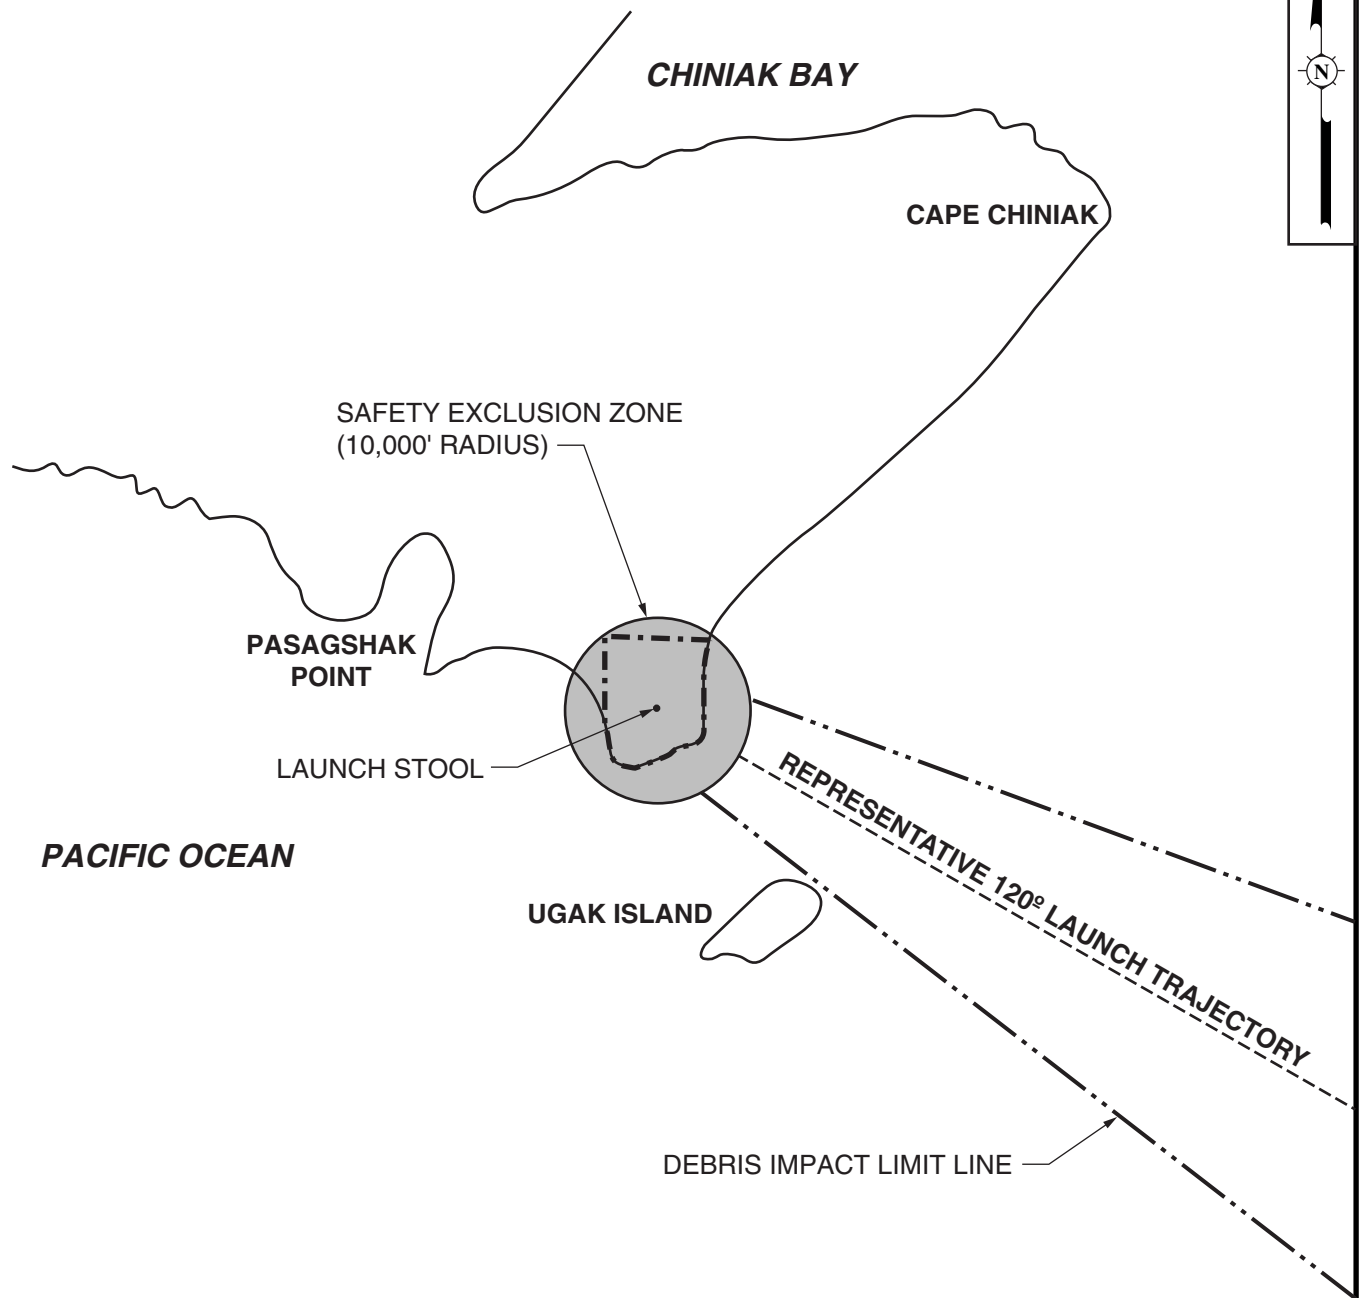 CHINIAK BAY
N
CAPE CHINIAK
SAFETY EXCLUSION ZONE
(10,000' RADIUS)
PASAGSHAK
POINT
LAUNCH STOOL
REPRESENTATIVE 120º LAUNCH TRAJECTORY
PACIFIC OCEAN
UGAK ISLAND
DEBRIS IMPACT LIMIT LINE